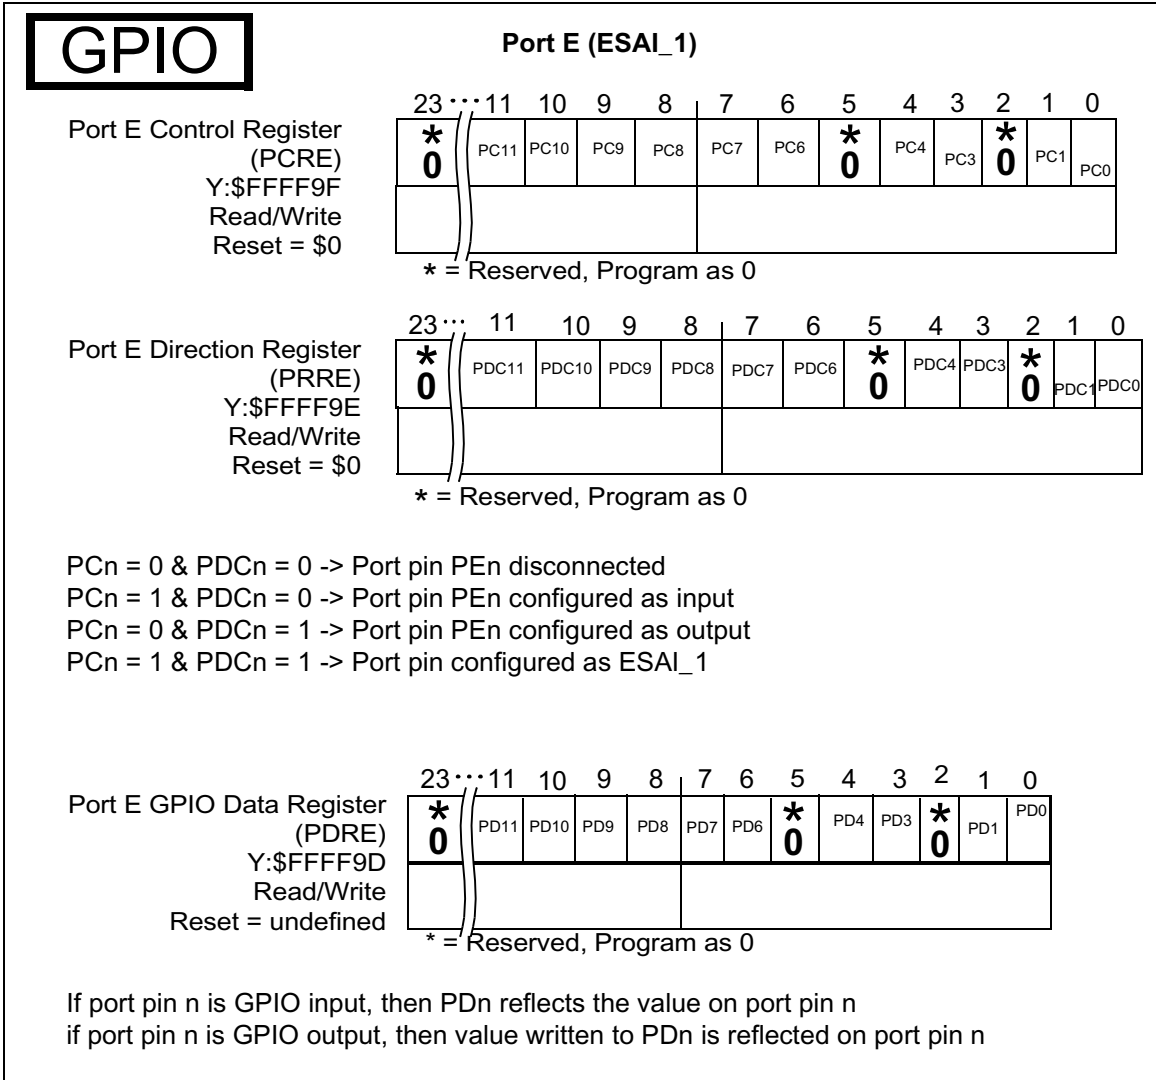 GPIO
Port E (ESAI_1)
23 ··· 11 10 9 8 7 6 5 4 3 2 1 0
Port E Control Register
(PCRE)
Y:$FFFF9F
Read/Write
Reset = $0
* 0 PC11 PC10 PC9 PC8 PC7 PC6 * 0 PC4 PC3 * 0 PC1 PC0
* = Reserved, Program as 0
23 ··· 11 10 9 8 7 6 5 4 3 2 1 0
Port E Direction Register
(PRRE)
Y:$FFFF9E
Read/Write
Reset = $0
* 0 PDC11 PDC10 PDC9 PDC8 PDC7 PDC6 * 0 PDC4 PDC3 * 0 PDC1 PDC0
* = Reserved, Program as 0
PCn = 0 & PDCn = 0 -> Port pin PEn disconnected
PCn = 1 & PDCn = 0 -> Port pin PEn configured as input
PCn = 0 & PDCn = 1 -> Port pin PEn configured as output
PCn = 1 & PDCn = 1 -> Port pin configured as ESAI_1
23 ··· 11 10 9 8 7 6 5 4 3 2 1 0
Port E GPIO Data Register
(PDRE)
Y:$FFFF9D
Read/Write
Reset = undefined
* 0 PD11 PD10 PD9 PD8 PD7 PD6 * 0 PD4 PD3 * 0 PD1 PD0
* = Reserved, Program as 0
If port pin n is GPIO input, then PDn reflects the value on port pin n
if port pin n is GPIO output, then value written to PDn is reflected on port pin n